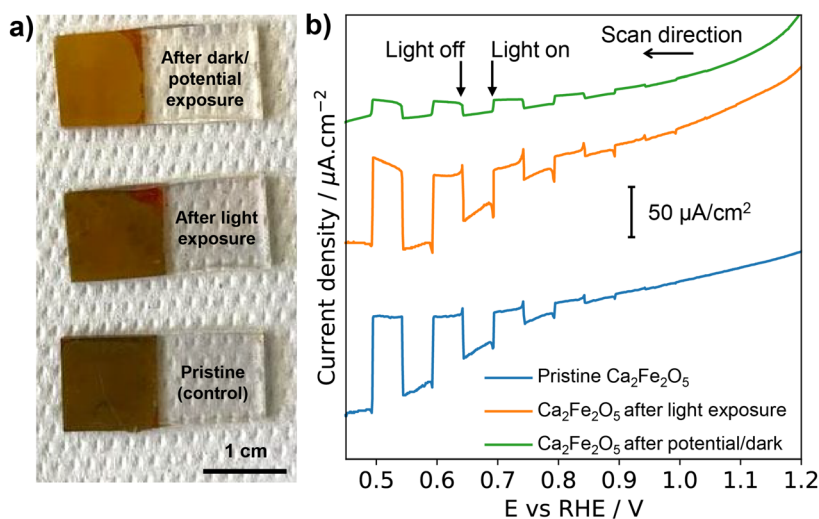 a)
After dark/
potential
exposure
After light
exposure
Pristine
(control)
1 cm
b)
Light off
Light on
Scan direction
50 µA/cm²
Current density / µA.cm⁻²
Pristine Ca₂Fe₂O₅
Ca₂Fe₂O₅ after light exposure
Ca₂Fe₂O₅ after potential/dark
0.5 0.6 0.7 0.8 0.9 1.0 1.1 1.2
E vs RHE / V